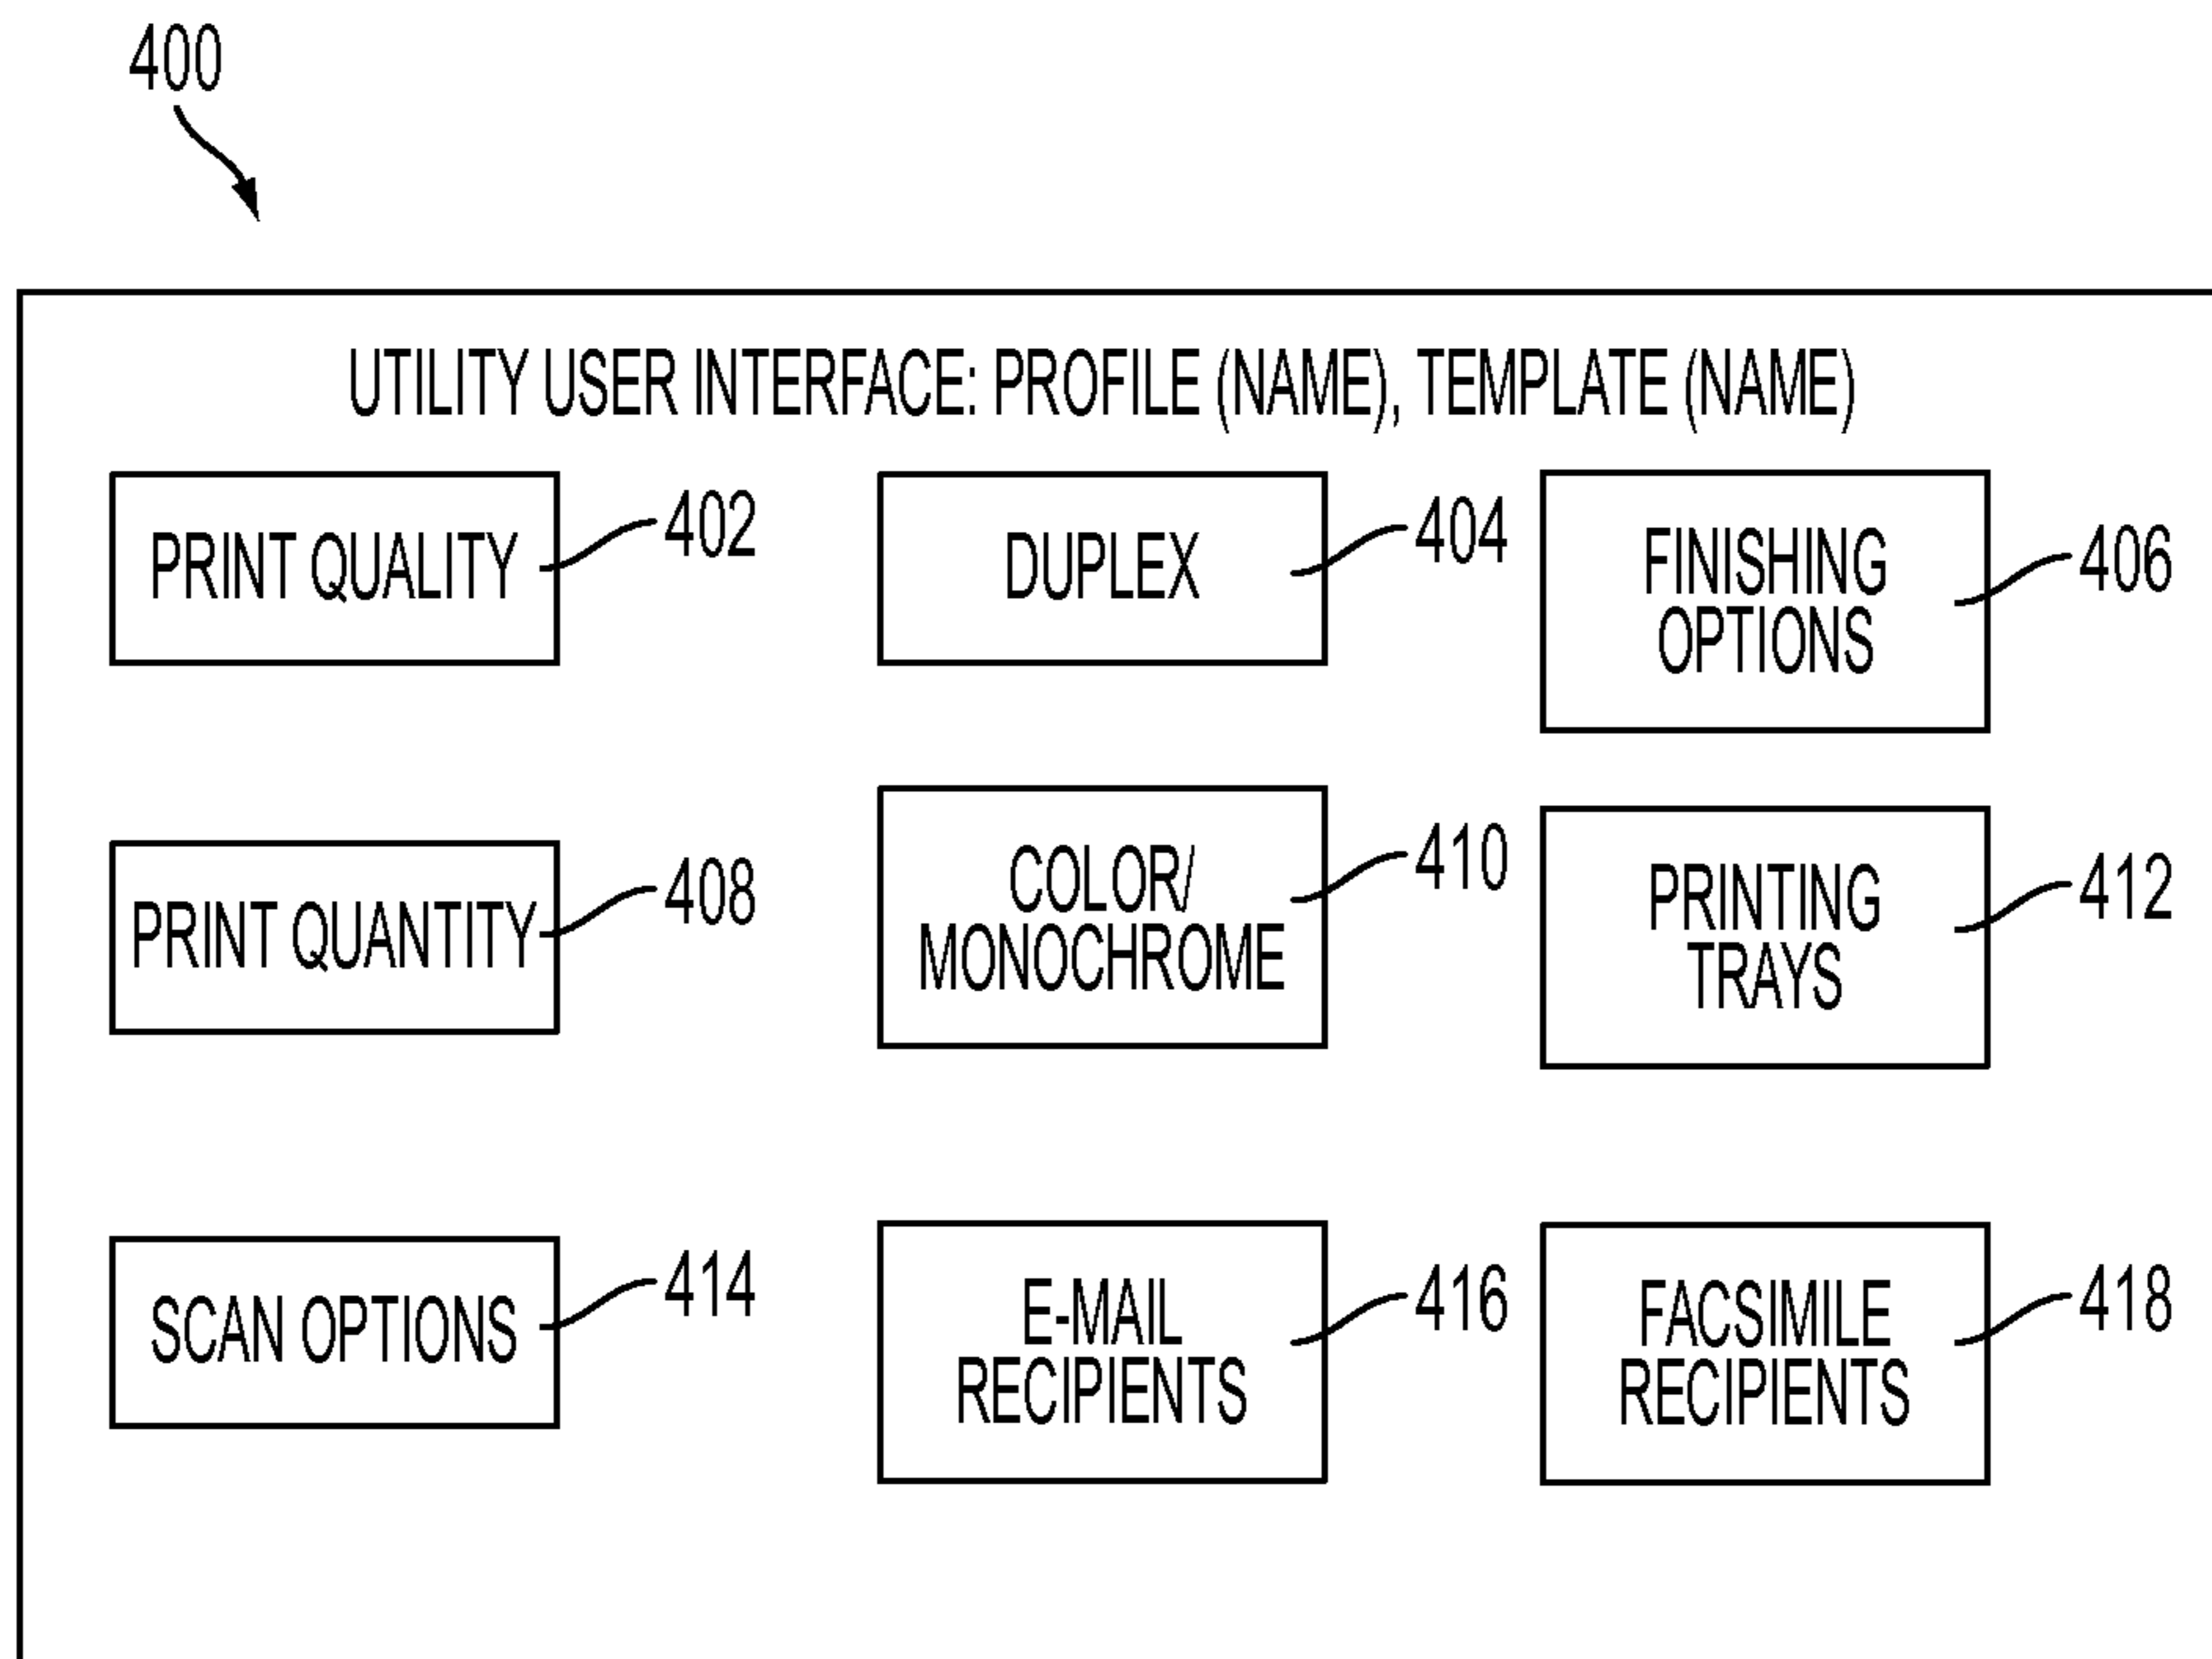 400
UTILITY USER INTERFACE: PROFILE (NAME), TEMPLATE (NAME)
PRINT QUALITY
402
DUPLEX
404
FINISHING
OPTIONS
406
PRINT QUANTITY
408
COLOR/
MONOCHROME
410
PRINTING
TRAYS
412
SCAN OPTIONS
414
E-MAIL
RECIPIENTS
416
FACSIMILE
RECIPIENTS
418